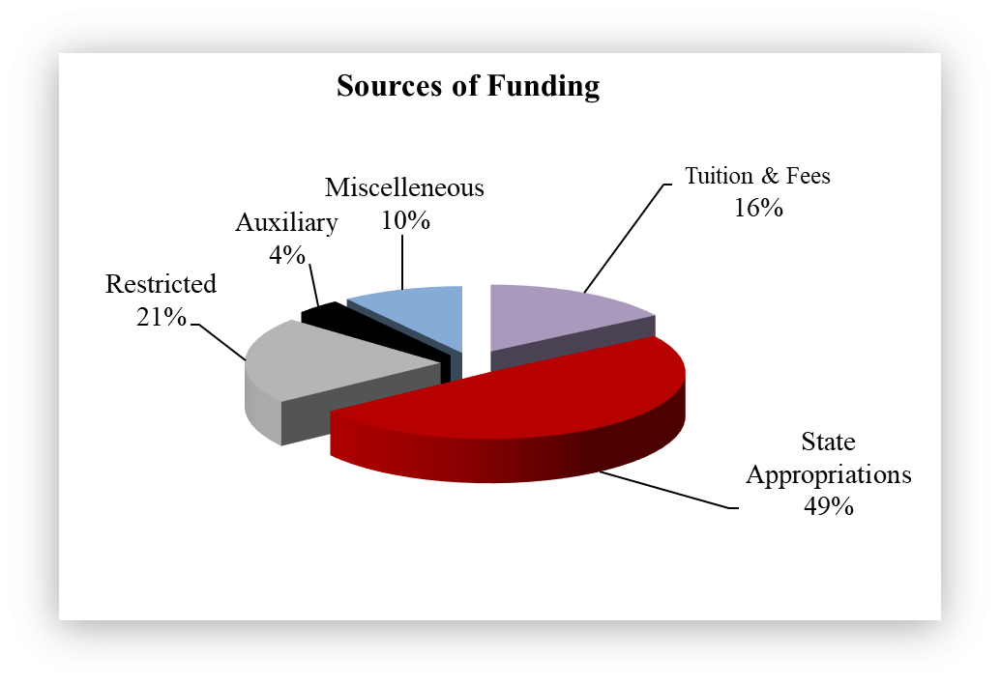 Sources of Funding
Tuition & Fees
16%
Miscelleneous
10%
Auxiliary
4%
Restricted
21%
State
Appropriations
49%